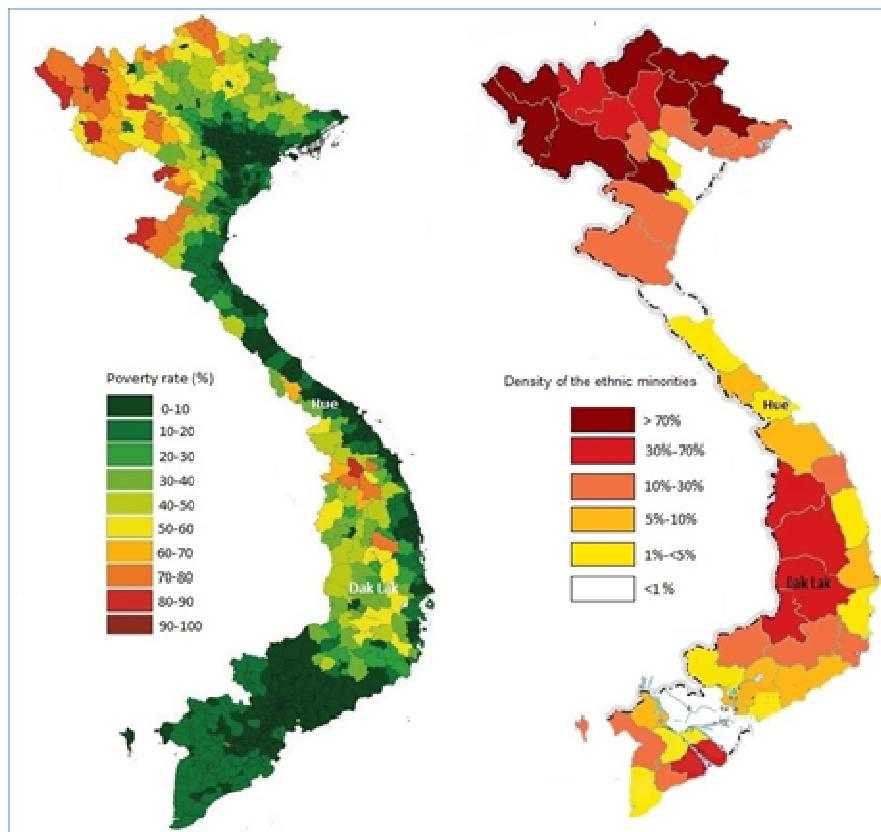 Poverty rate (%)
0-10
10-20
20-30
30-40
40-50
50-60
60-70
70-80
80-90
90-100
Hue
Dak Lak
Density of the ethnic minorities
> 70%
30%-70%
10%-30%
5%-10%
1%-<5%
<1%
Hue
Dak Lak